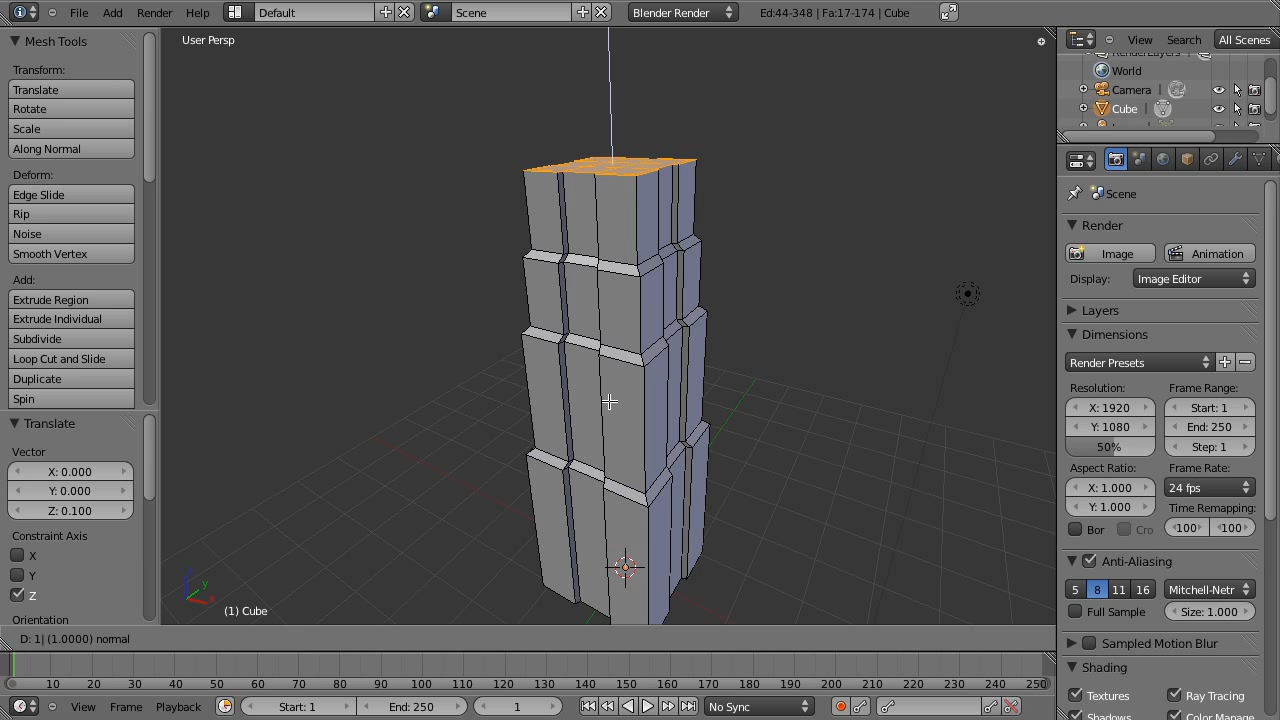 File Add Render Help
Default
Scene
Blender Render
Ed:44-348 | Fa:17-174 | Cube
Mesh Tools
Transform:
Translate
Rotate
Scale
Along Normal
Deform:
Edge Slide
Rip
Noise
Smooth Vertex
Add:
Extrude Region
Extrude Individual
Subdivide
Loop Cut and Slide
Duplicate
Spin
Translate
Vector
X: 0.000
Y: 0.000
Z: 0.100
Constraint Axis
X
Y
Z
Orientation
User Persp
z
y
x
(1) Cube
D: 1| (1.0000) normal
10 20 30 40 50 60 70 80 90 100 110 120 130 140 150 160 170 180 190 200 210 220 230 240 250
View Frame Playback
Start: 1
End: 250
1
No Sync
View Search All Scenes
RenderLayers
World
Camera
Cube
Scene
Render
Image
Animation
Display:
Image Editor
Layers
Dimensions
Render Presets
Resolution:
Frame Range:
X: 1920
Start: 1
Y: 1080
End: 250
50%
Step: 1
Aspect Ratio:
Frame Rate:
X: 1.000
24 fps
Y: 1.000
Time Remapping:
Bor
Cro
100
100
Anti-Aliasing
5 8 11 16
Mitchell-Netr
Full Sample
Size: 1.000
Sampled Motion Blur
Shading
Textures
Ray Tracing
Shadows
Color Manage